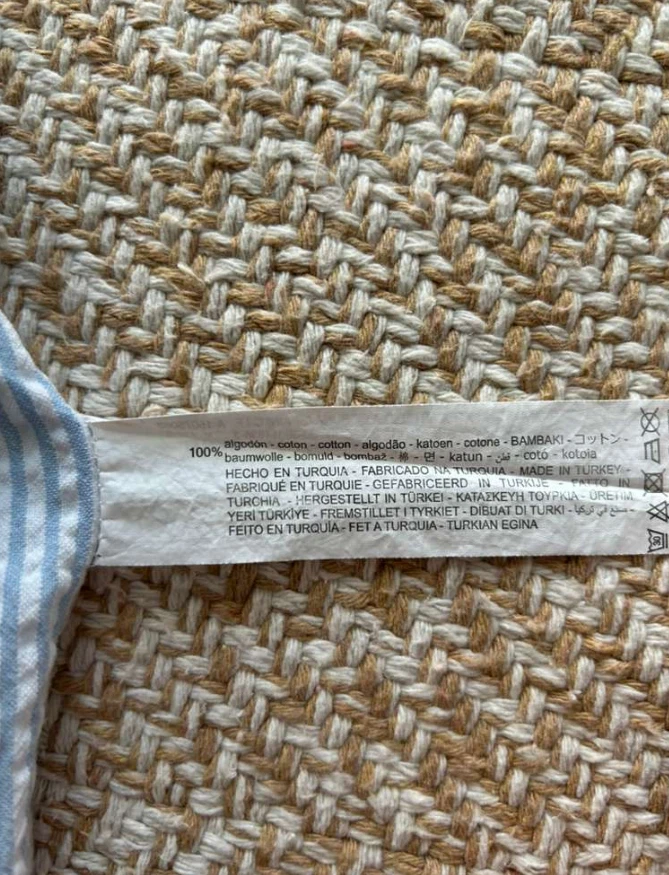 100% algodón - coton - cotton - algodão - katoen - cotone - BAMBAKI - コットン -
baumwolle - bomuld - bombaž - 棉 - 면 - katun - قطن - cotó - kotoia
HECHO EN TURQUIA - FABRICADO NA TURQUIA - MADE IN TURKEY -
FABRIQUÉ EN TURQUIE - GEFABRICEERD IN TURKIJE - FATTO IN
TURCHIA - HERGESTELLT IN TÜRKEI - ΚΑΤΑΣΚΕΥΗ ΤΟΥΡΚΙΑ - ÜRETIM
YERİ TÜRKİYE - FREMSTILLET I TYRKIET - DIBUAT DI TURKI - صنع في تركيا -
FEITO EN TURQUÍA - FET A TURQUIA - TURKIAN EGINA